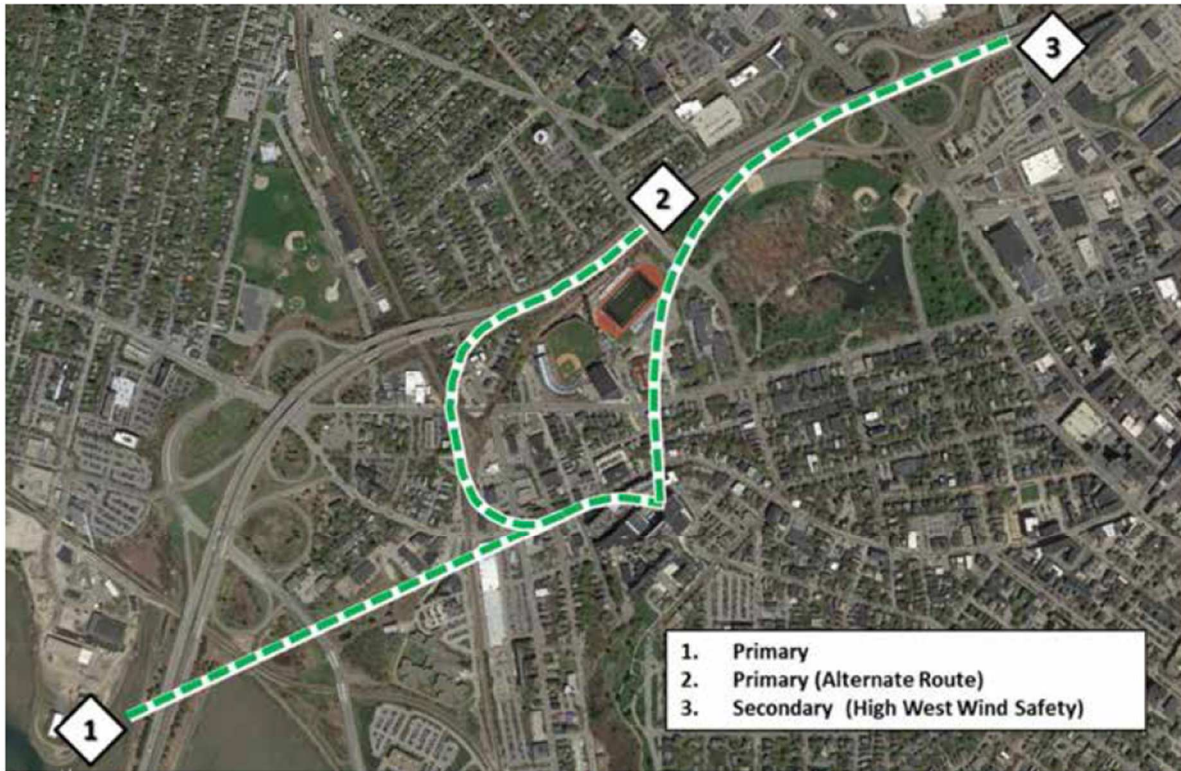 3
2
1
1. Primary
2. Primary (Alternate Route)
3. Secondary (High West Wind Safety)